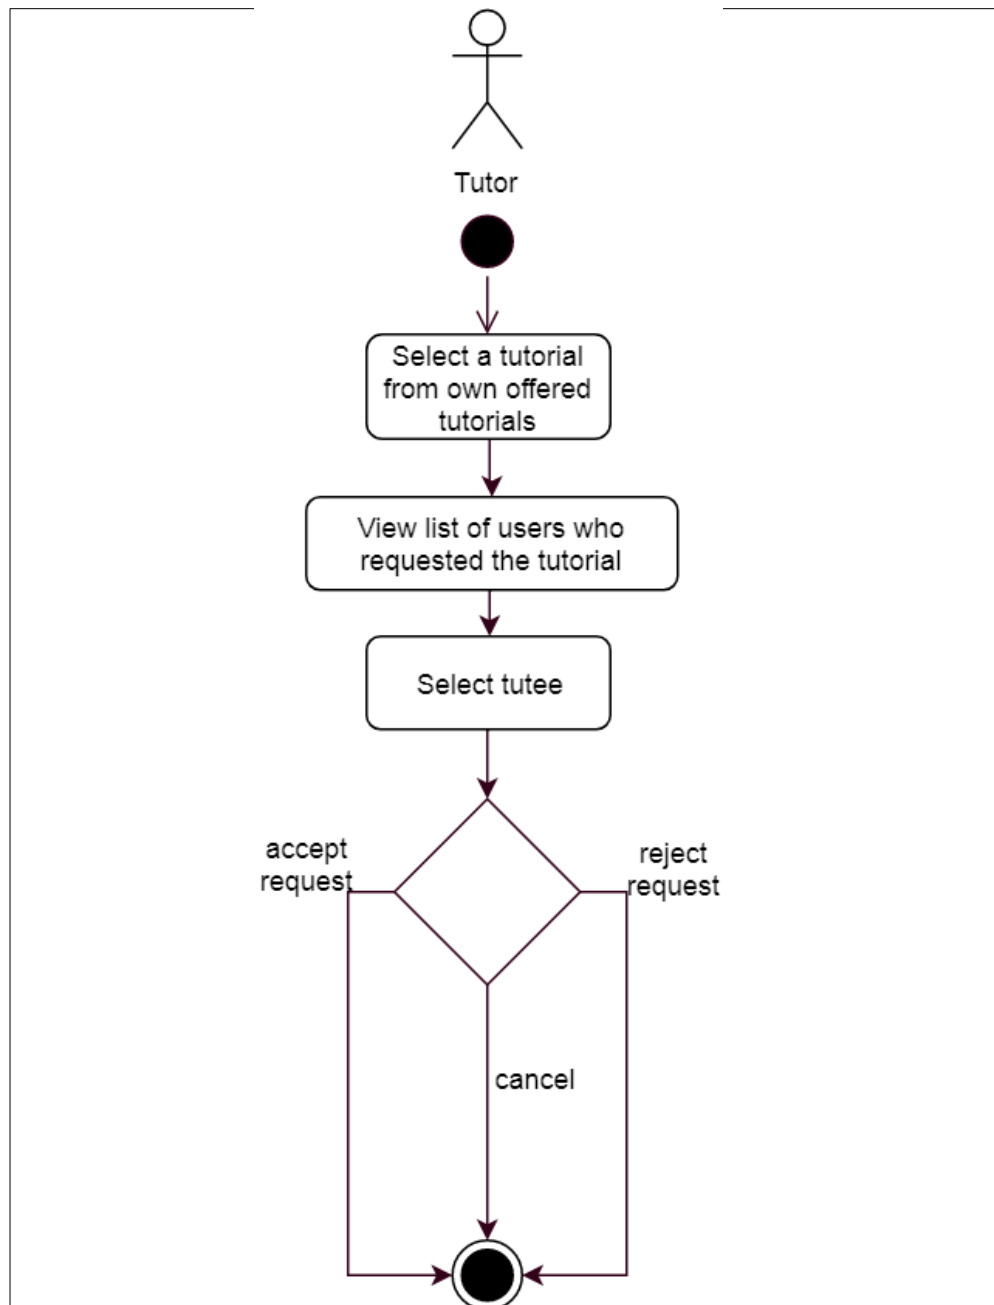 Tutor
Select a tutorial
from own offered
tutorials
View list of users who
requested the tutorial
Select tutee
accept
request
reject
request
cancel